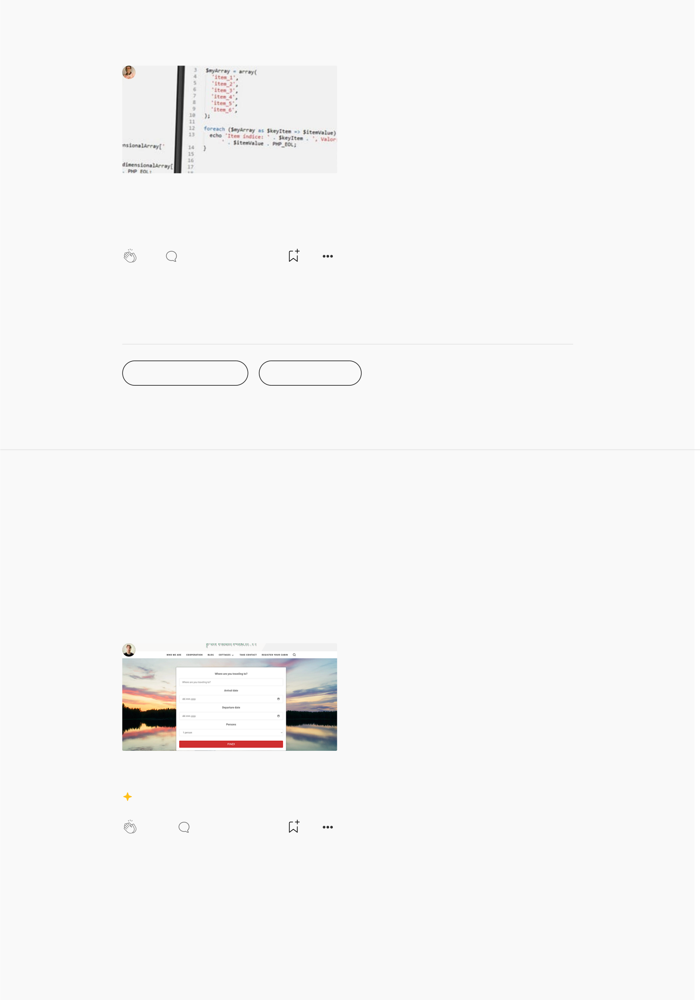 3 $myArray = array(
4 'item_1',
5 'item_2',
6 'item_3',
7 'item_4',
8 'item_5',
9 'item_6',
10 );
11
12 foreach ($myArray as $keyItem => $itemValue)
13 echo 'Item índice: ' . $keyItem . ', Valor:
' . $itemValue . PHP_EOL;
14 }
15
16
17
18
nsionalArray['
dimensionalArray[
. PHP_EOL;
WHO WE ARE COOPERATION BLOG COTTAGES TAKE CONTACT REGISTER YOUR CABIN
Where are you traveling to?
Where are you traveling to?
Arrival date
dd.mm.yyyy
Departure date
dd.mm.yyyy
Persons
1 person
FIND!